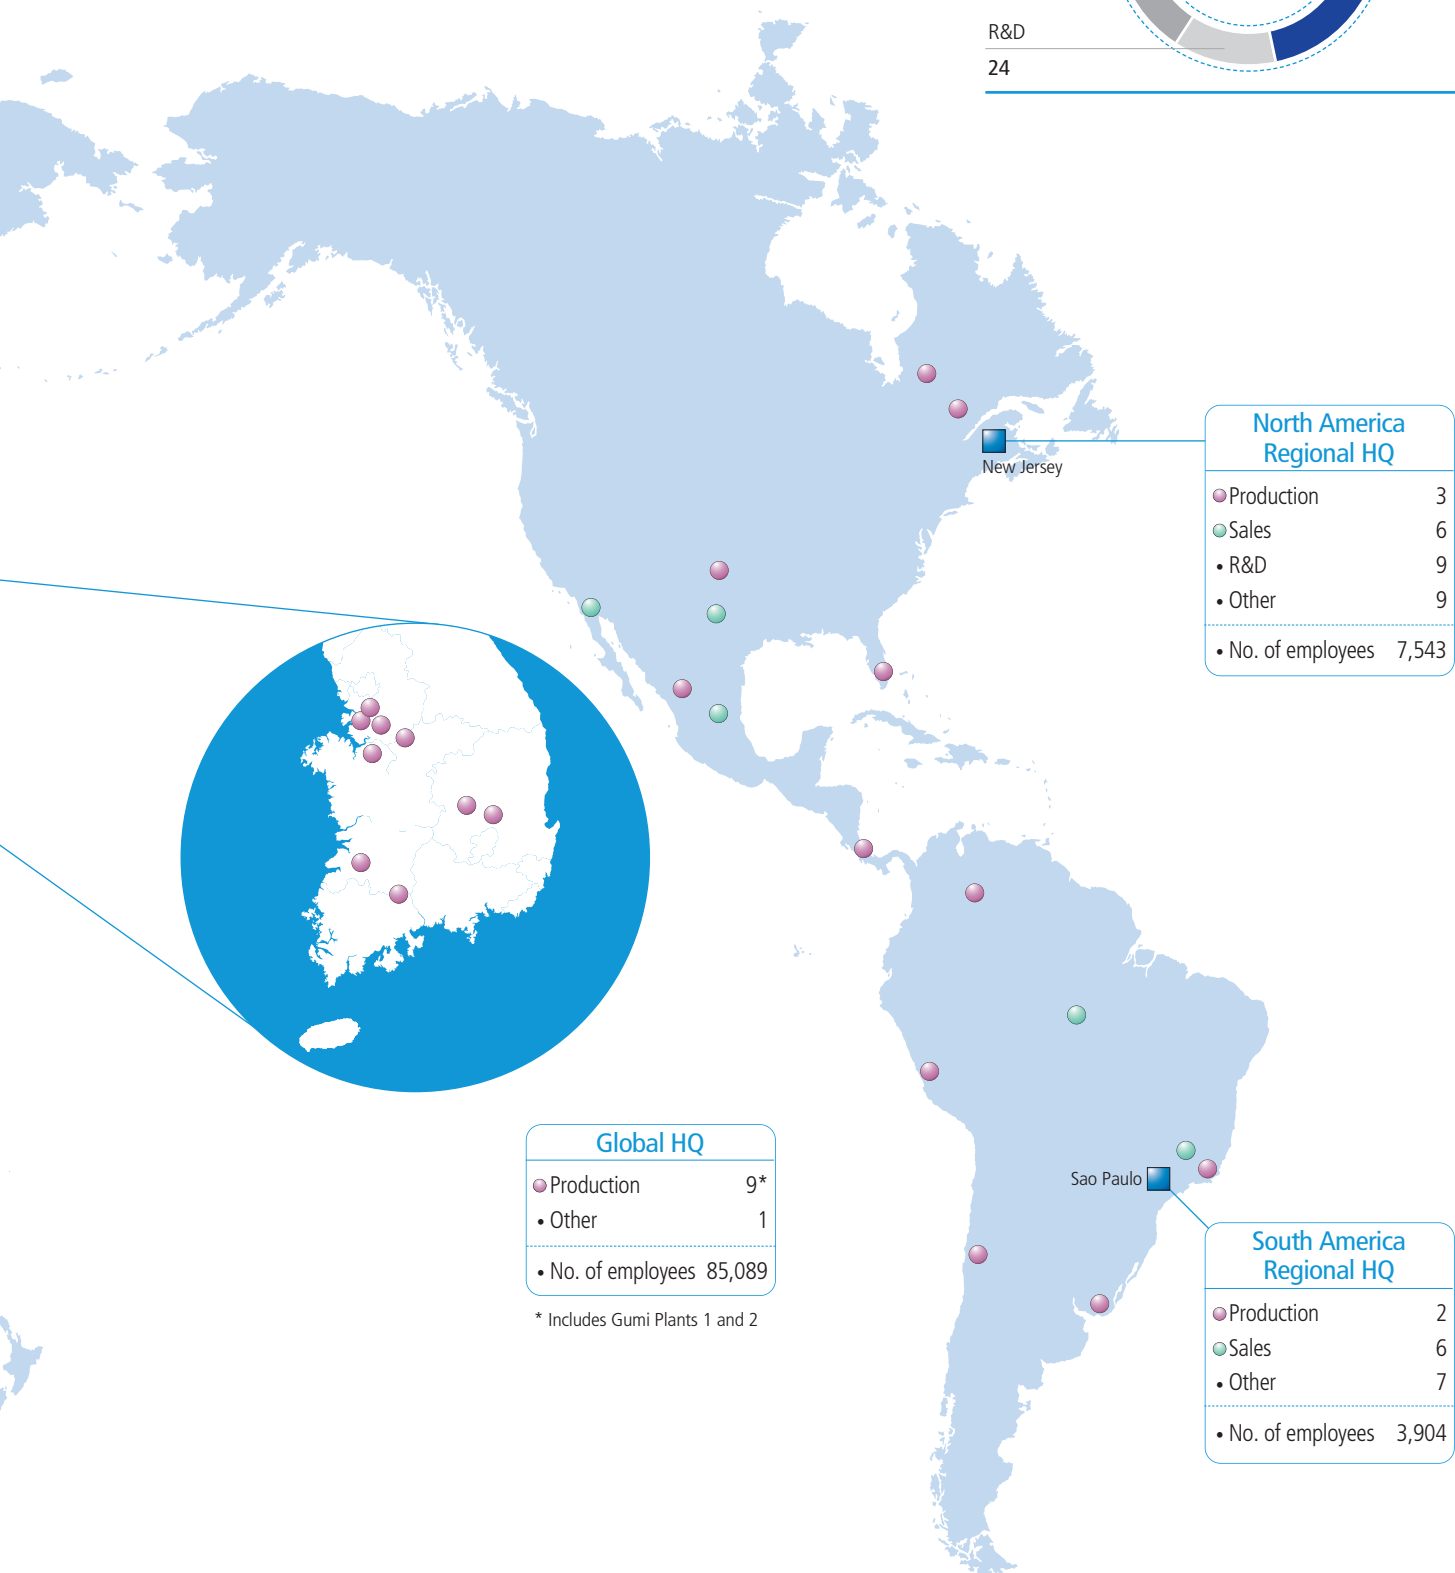 R&D
24
New Jersey
North America
Regional HQ
Production 3
Sales 6
• R&D 9
• Other 9
• No. of employees 7,543
Global HQ
Production 9*
• Other 1
• No. of employees 85,089
* Includes Gumi Plants 1 and 2
Sao Paulo
South America
Regional HQ
Production 2
Sales 6
• Other 7
• No. of employees 3,904